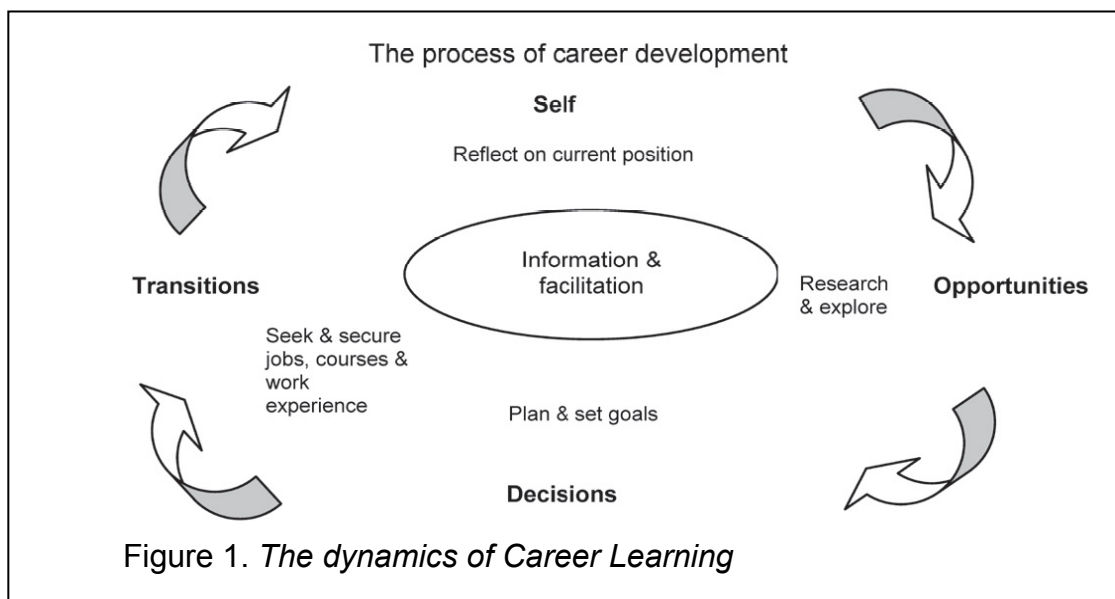 The process of career development
Self
Reflect on current position
Information &
facilitation
Transitions
Research
& explore
Opportunities
Seek & secure
jobs, courses &
work
experience
Plan & set goals
Decisions
Figure 1. The dynamics of Career Learning